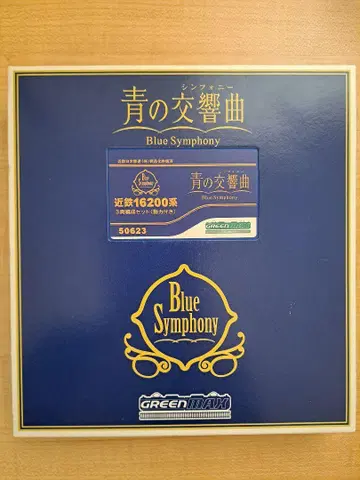 シンフォニー
青の交響曲
Blue Symphony
Blue Symphony
青の交響曲
Blue Symphony
近鉄16200系
3両編成セット(動力付き)
50623
GREENMAX
Blue
Symphony
GREENMAX